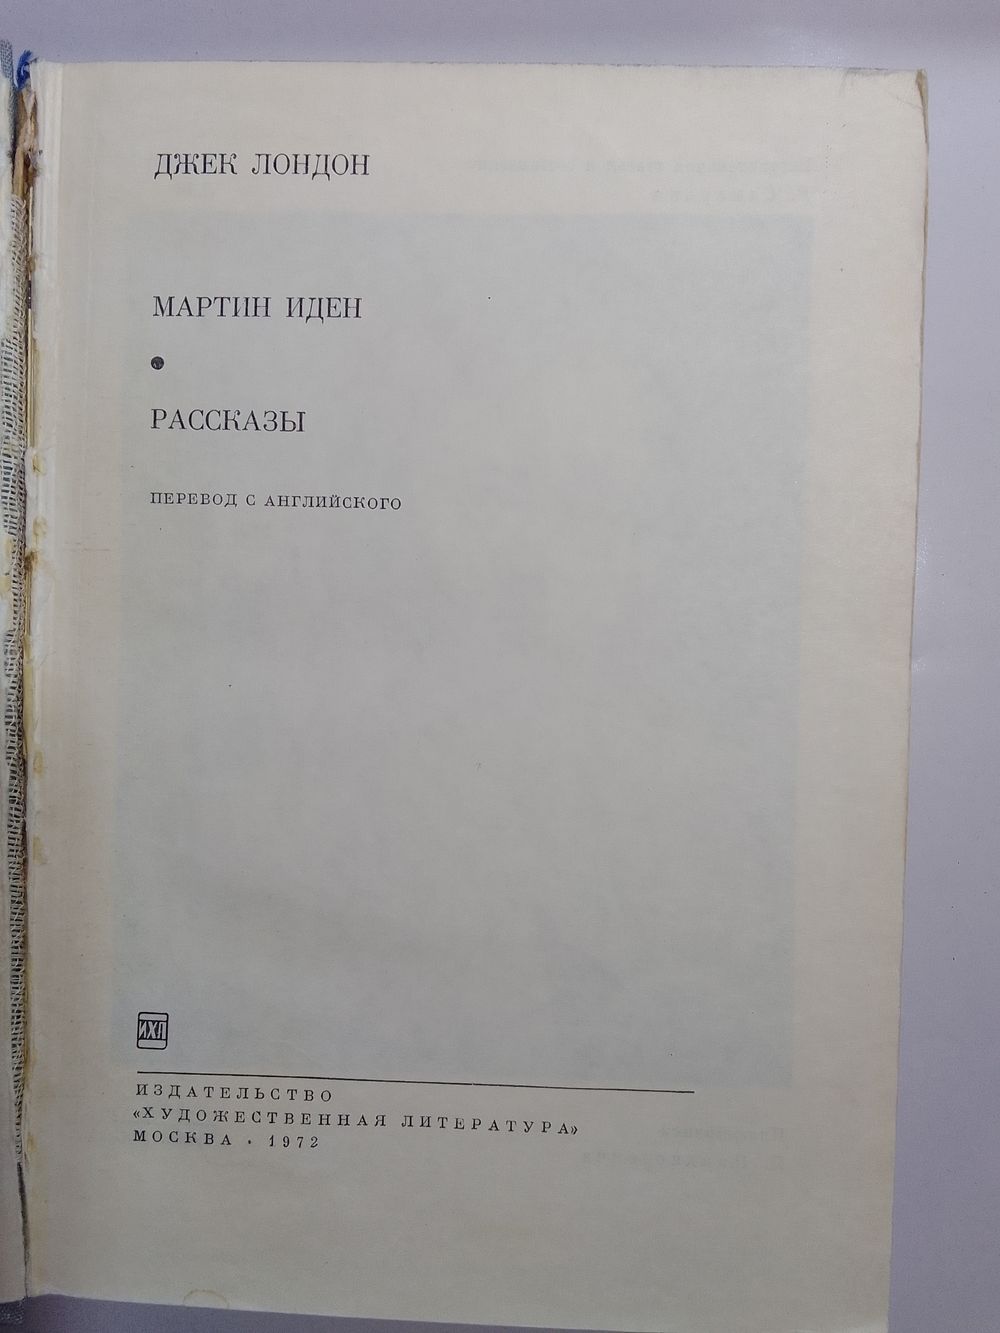 ДЖЕК ЛОНДОН
МАРТИН ИДЕН
•
РАССКАЗЫ
ПЕРЕВОД С АНГЛИЙСКОГО
ИХЛ
ИЗДАТЕЛЬСТВО
«ХУДОЖЕСТВЕННАЯ ЛИТЕРАТУРА»
МОСКВА · 1972